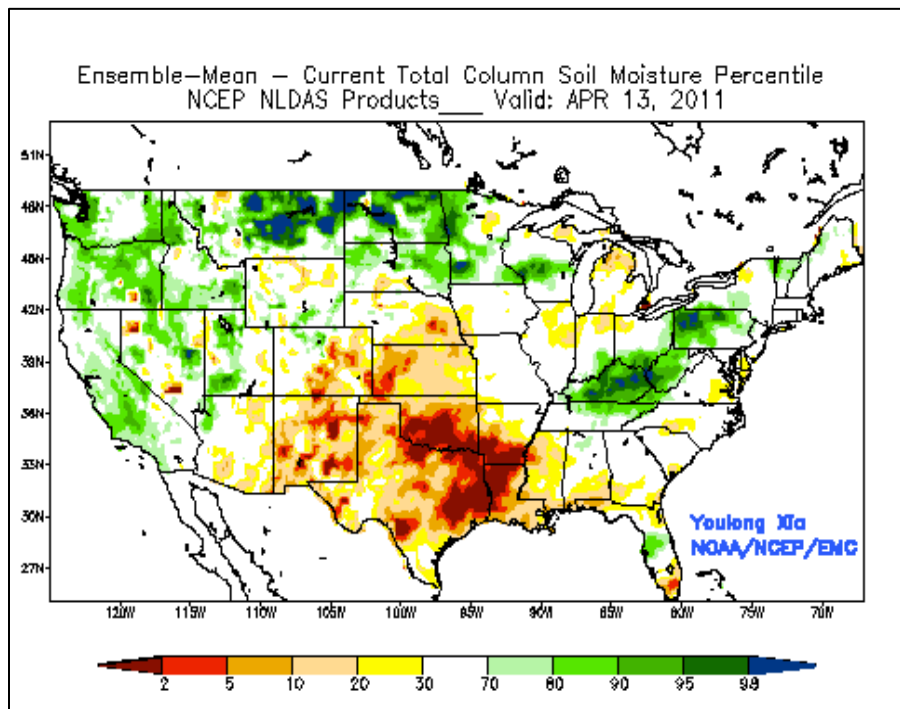 Ensemble-Mean - Current Total Column Soil Moisture Percentile
NCEP NLDAS Products___ Valid: APR 13, 2011
51N
48N
45N
42N
39N
36N
33N
30N
27N
Youlong Xia
NOAA/NCEP/EMC
120W 115W 110W 105W 100W 95W 90W 85W 80W 75W 70W
2 5 10 20 30 70 80 90 95 98